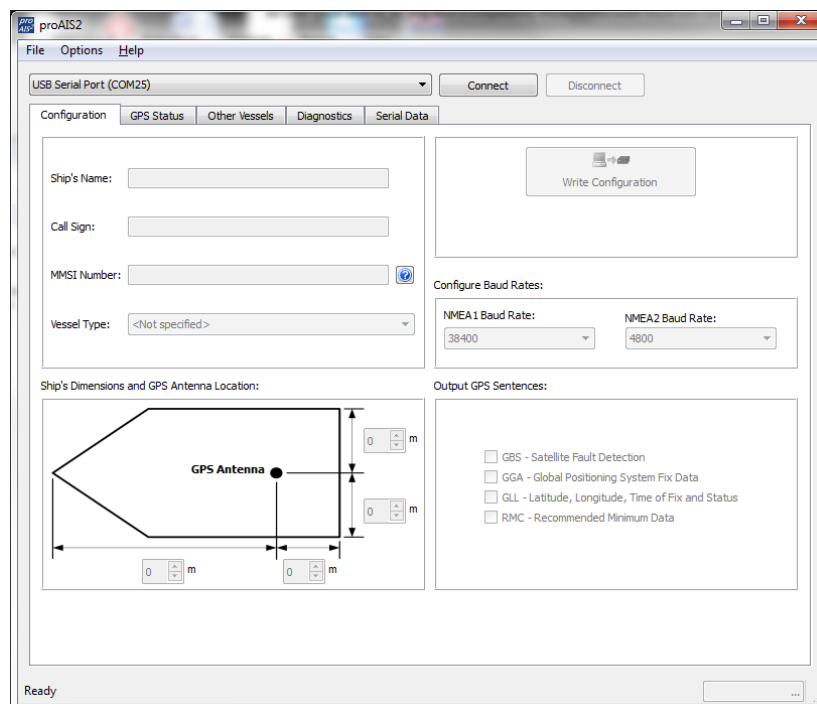 pro
AIS2
proAIS2
File Options Help
USB Serial Port (COM25)
Connect
Disconnect
Configuration
GPS Status
Other Vessels
Diagnostics
Serial Data
Ship's Name:
Call Sign:
MMSI Number:
?
Vessel Type:
<Not specified>
Write Configuration
Configure Baud Rates:
NMEA1 Baud Rate:
38400
NMEA2 Baud Rate:
4800
Ship's Dimensions and GPS Antenna Location:
GPS Antenna
0 m
0 m
0 m
0 m
Output GPS Sentences:
GBS - Satellite Fault Detection
GGA - Global Positioning System Fix Data
GLL - Latitude, Longitude, Time of Fix and Status
RMC - Recommended Minimum Data
Ready
...